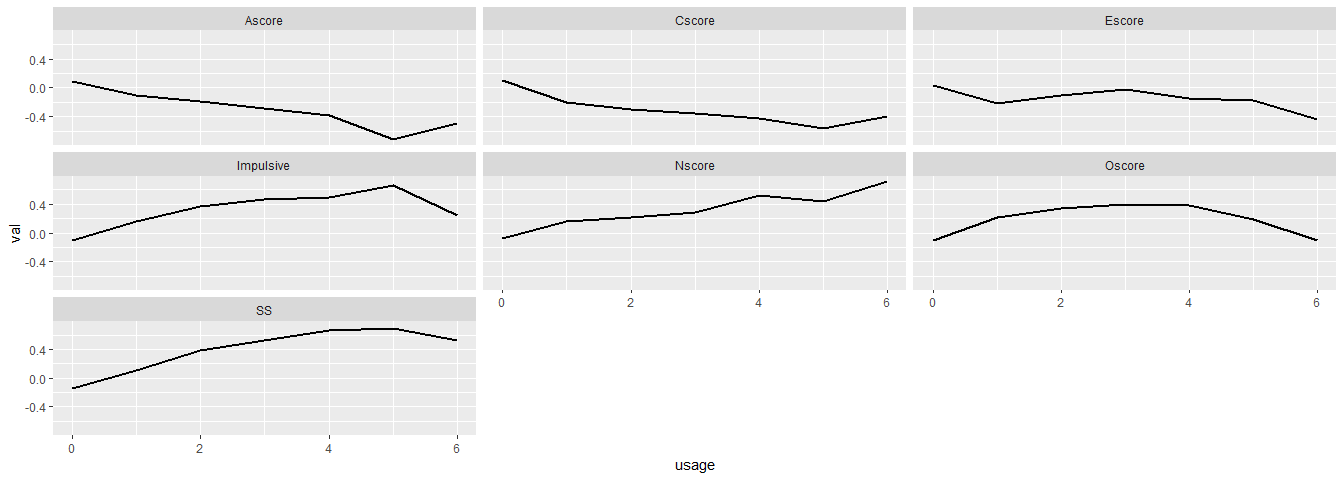 Ascore Cscore Escore
0.4
0.0
-0.4
Impulsive Nscore Oscore
0.4
0.0
-0.4
0 2 4 6 0 2 4 6
SS
0.4
0.0
-0.4
0 2 4 6
val
usage